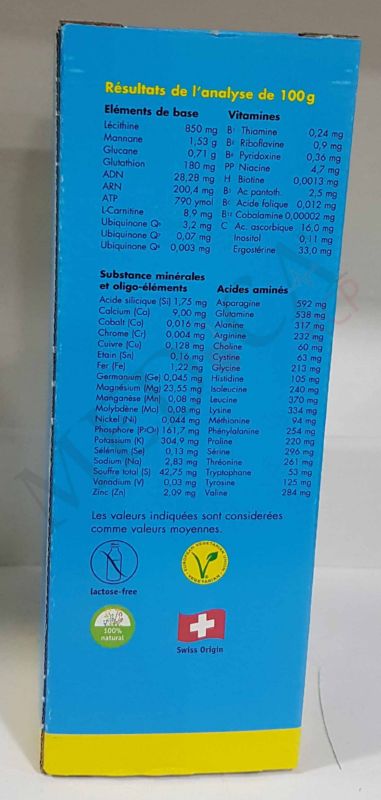 Résultats de l'analyse de 100g
Eléments de base
Lécithine 850 mg
Mannane 1,53 g
Glucane 0,71 g
Glutathion 180 mg
ADN 28,28 mg
ARN 200,4 mg
ATP 790 ymol
L-Carnitine 8,9 mg
Ubiquinone Q⁶ 3,2 mg
Ubiquinone Q⁷ 0,07 mg
Ubiquinone Q⁸ 0,003 mg
Vitamines
B¹ Thiamine 0,24 mg
B² Riboflavine 0,9 mg
B⁶ Pyridoxine 0,36 mg
PP Niacine 4,7 mg
H Biotine 0,0013 mg
B⁵ Ac pantoth. 2,5 mg
Acide folique 0,012 mg
B¹² Cobalamine 0,00002 mg
C Ac. ascorbique 16,0 mg
Inositol 0,11 mg
Ergostérine 33,0 mg
Substance minérales
et oligo-éléments
Acide silicique (Si) 1,75 mg
Calcium (Ca) 9,00 mg
Cobalt (Co) 0,016 mg
Chrome (Cr) 0,004 mg
Cuivre (Cu) 0,128 mg
Etain (Sn) 0,16 mg
Fer (Fe) 1,22 mg
Germanium (Ge) 0,045 mg
Magnésium (Mg) 23,55 mg
Manganèse (Mn) 0,08 mg
Molybdène (Mo) 0,08 mg
Nickel (Ni) 0,044 mg
Phosphore (P₂O₅) 161,7 mg
Potassium (K) 304,9 mg
Sélénium (Se) 0,13 mg
Sodium (Na) 2,83 mg
Souffre total (S) 42,75 mg
Vanadium (V) 0,03 mg
Zinc (Zn) 2,09 mg
Acides aminés
Asparagine 592 mg
Glutamine 538 mg
Alanine 317 mg
Arginine 232 mg
Choline 60 mg
Cystine 63 mg
Glycine 213 mg
Histidine 105 mg
Isoleucine 240 mg
Leucine 370 mg
Lysine 334 mg
Méthionine 94 mg
Phénylalanine 254 mg
Proline 220 mg
Sérine 296 mg
Thréonine 261 mg
Tryptophane 53 mg
Tyrosine 125 mg
Valine 284 mg
Les valeurs indiquées sont considerées
comme valeurs moyennes.
lactose-free
100%
natural
Swiss Origin